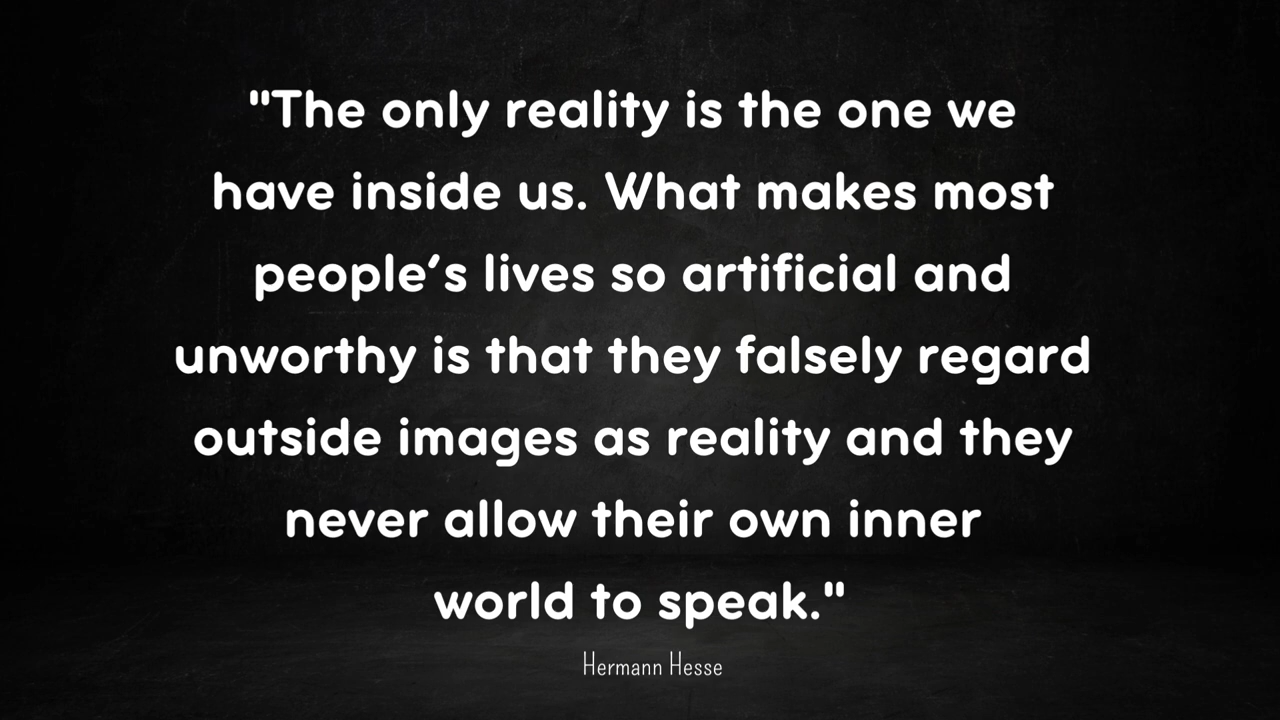 "The only reality is the one we
have inside us. What makes most
people's lives so artificial and
unworthy is that they falsely regard
outside images as reality and they
never allow their own inner
world to speak."
Hermann Hesse